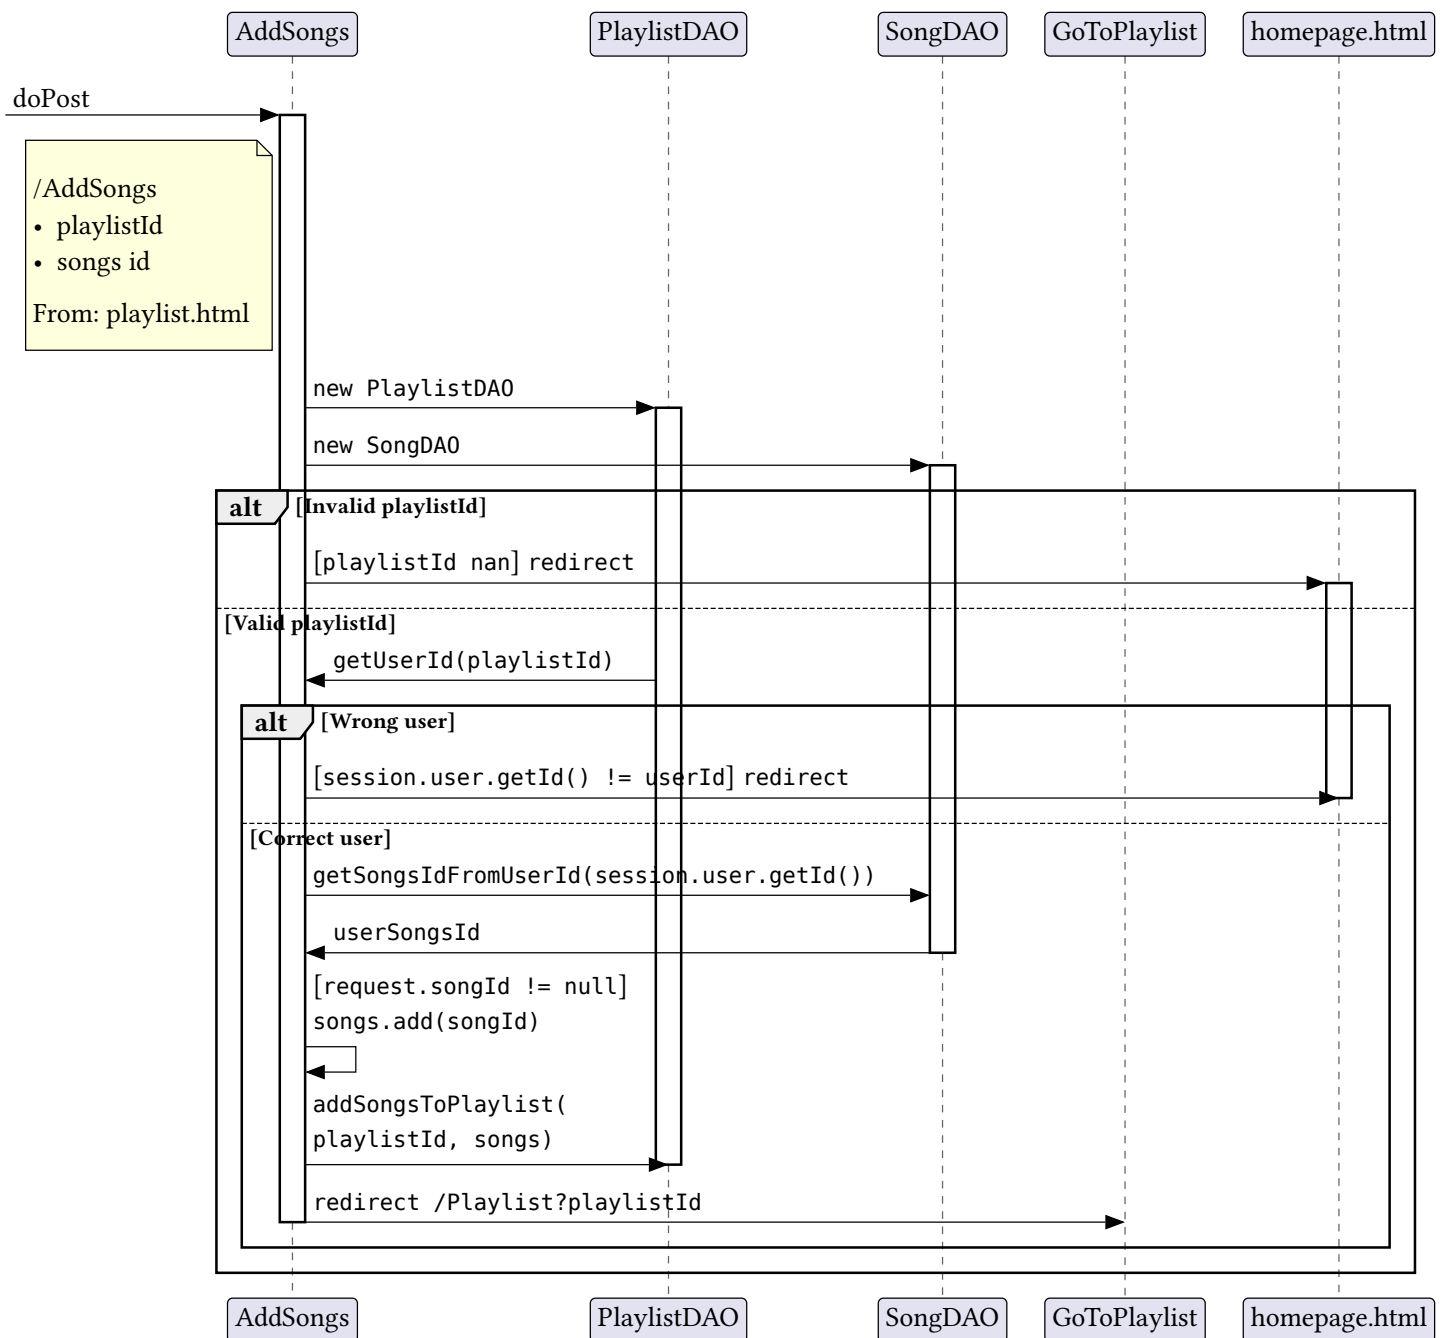 AddSongs PlaylistDAO SongDAO GoToPlaylist homepage.html
doPost
/AddSongs
• playlistId
• songs id
From: playlist.html
new PlaylistDAO
new SongDAO
alt [Invalid playlistId]
[playlistId nan] redirect
[Valid playlistId]
getUserId(playlistId)
alt [Wrong user]
[session.user.getId() != userId] redirect
[Correct user]
getSongsIdFromUserId(session.user.getId())
userSongsId
[request.songId != null]
songs.add(songId)
addSongsToPlaylist(
playlistId, songs)
redirect /Playlist?playlistId
AddSongs PlaylistDAO SongDAO GoToPlaylist homepage.html